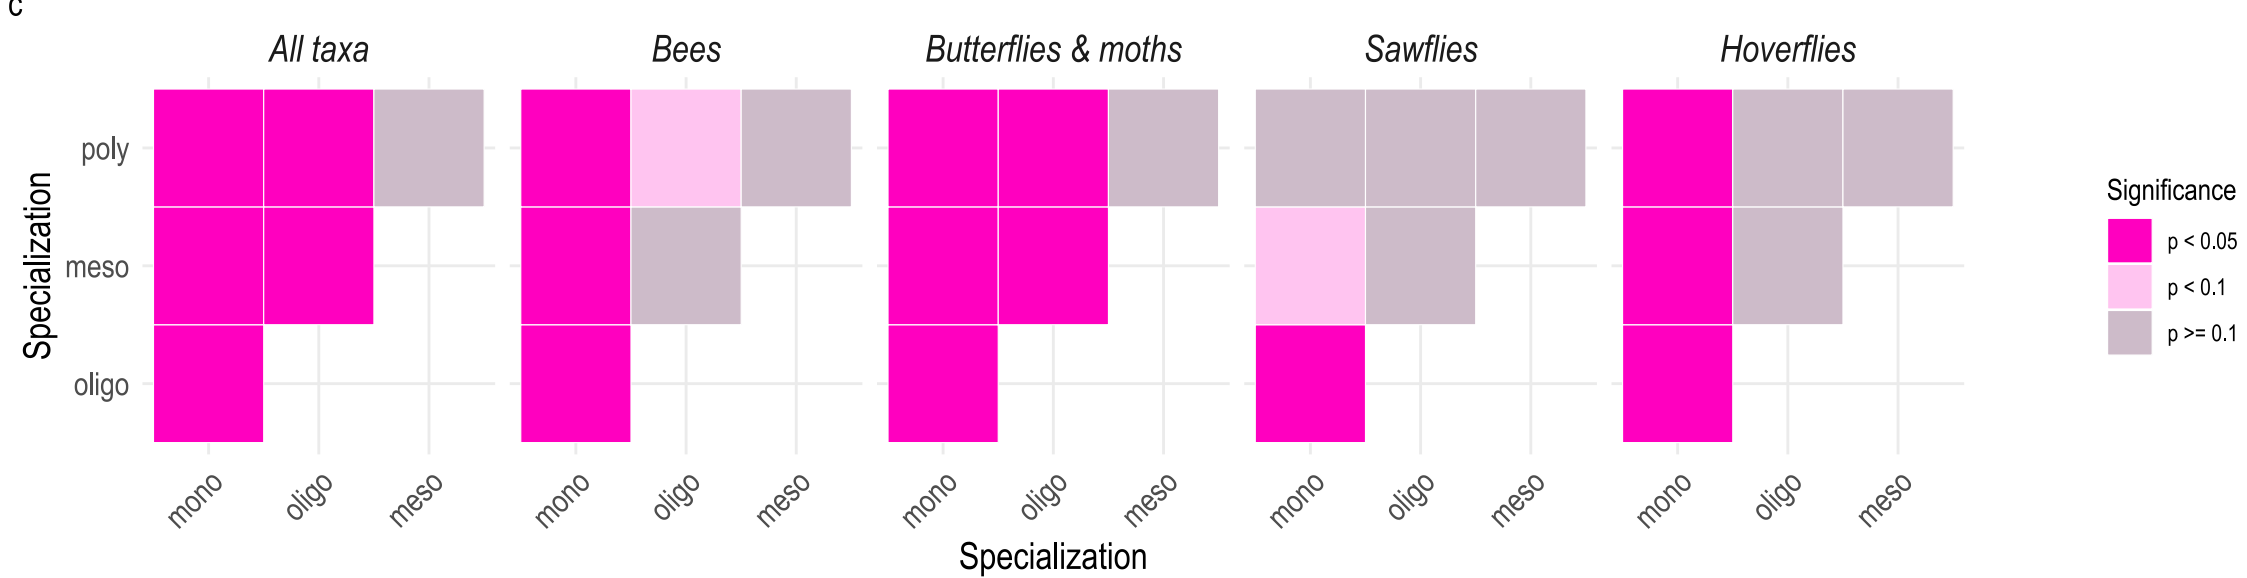 c
All taxa
Bees
Butterflies & moths
Sawflies
Hoverflies
Specialization
poly
meso
oligo
mono oligo meso
mono oligo meso
mono oligo meso
mono oligo meso
mono oligo meso
Specialization
Significance
p < 0.05
p < 0.1
p >= 0.1